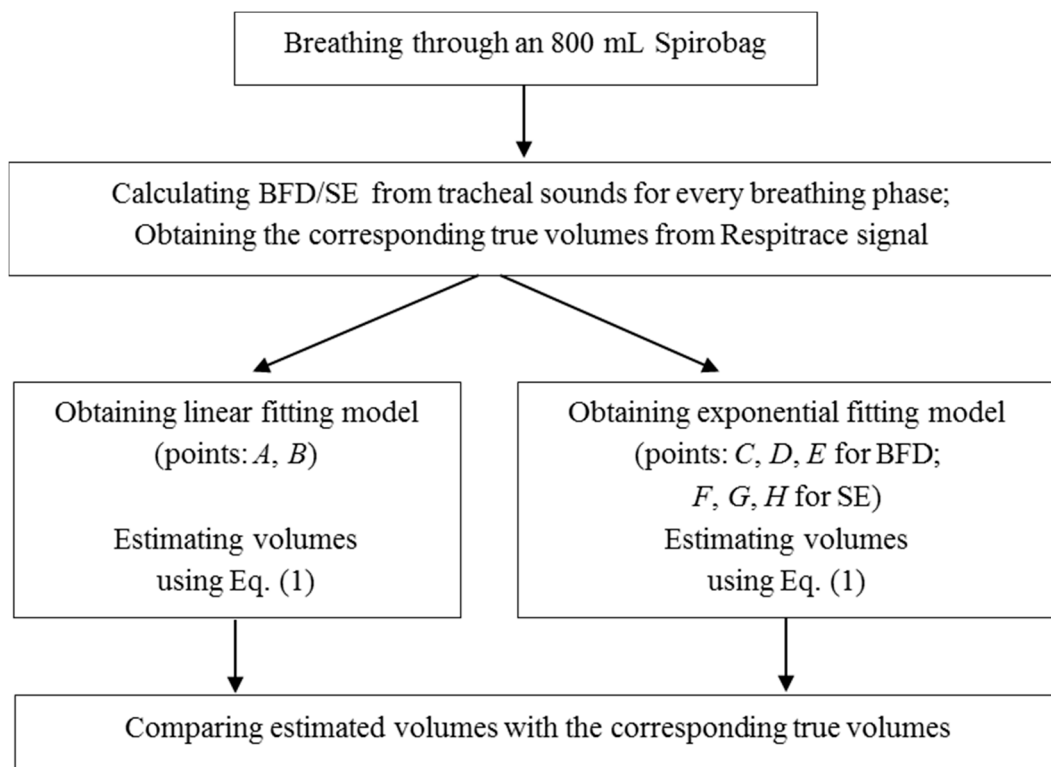 Breathing through an 800 mL Spirobag
Calculating BFD/SE from tracheal sounds for every breathing phase;
Obtaining the corresponding true volumes from Respitrace signal
Obtaining linear fitting model
(points: A, B)
Estimating volumes
using Eq. (1)
Obtaining exponential fitting model
(points: C, D, E for BFD;
F, G, H for SE)
Estimating volumes
using Eq. (1)
Comparing estimated volumes with the corresponding true volumes